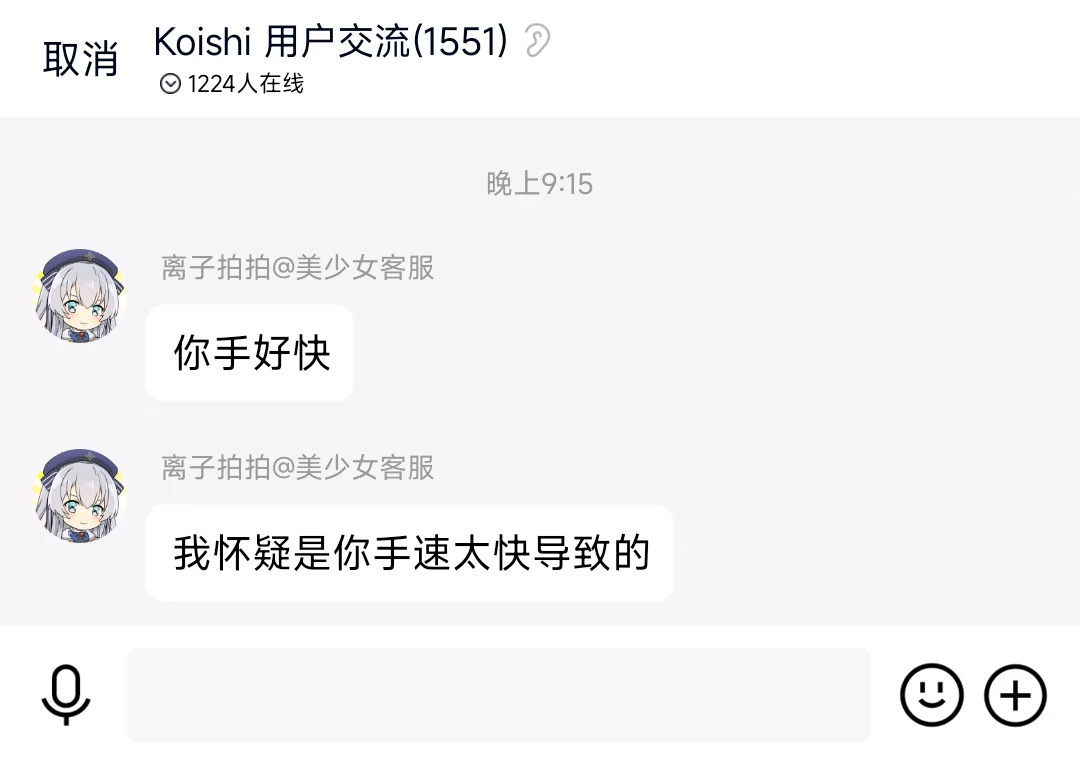 取消
Koishi 用户交流(1551)
1224人在线
晚上9:15
离子拍拍@美少女客服
你手好快
离子拍拍@美少女客服
我怀疑是你手速太快导致的